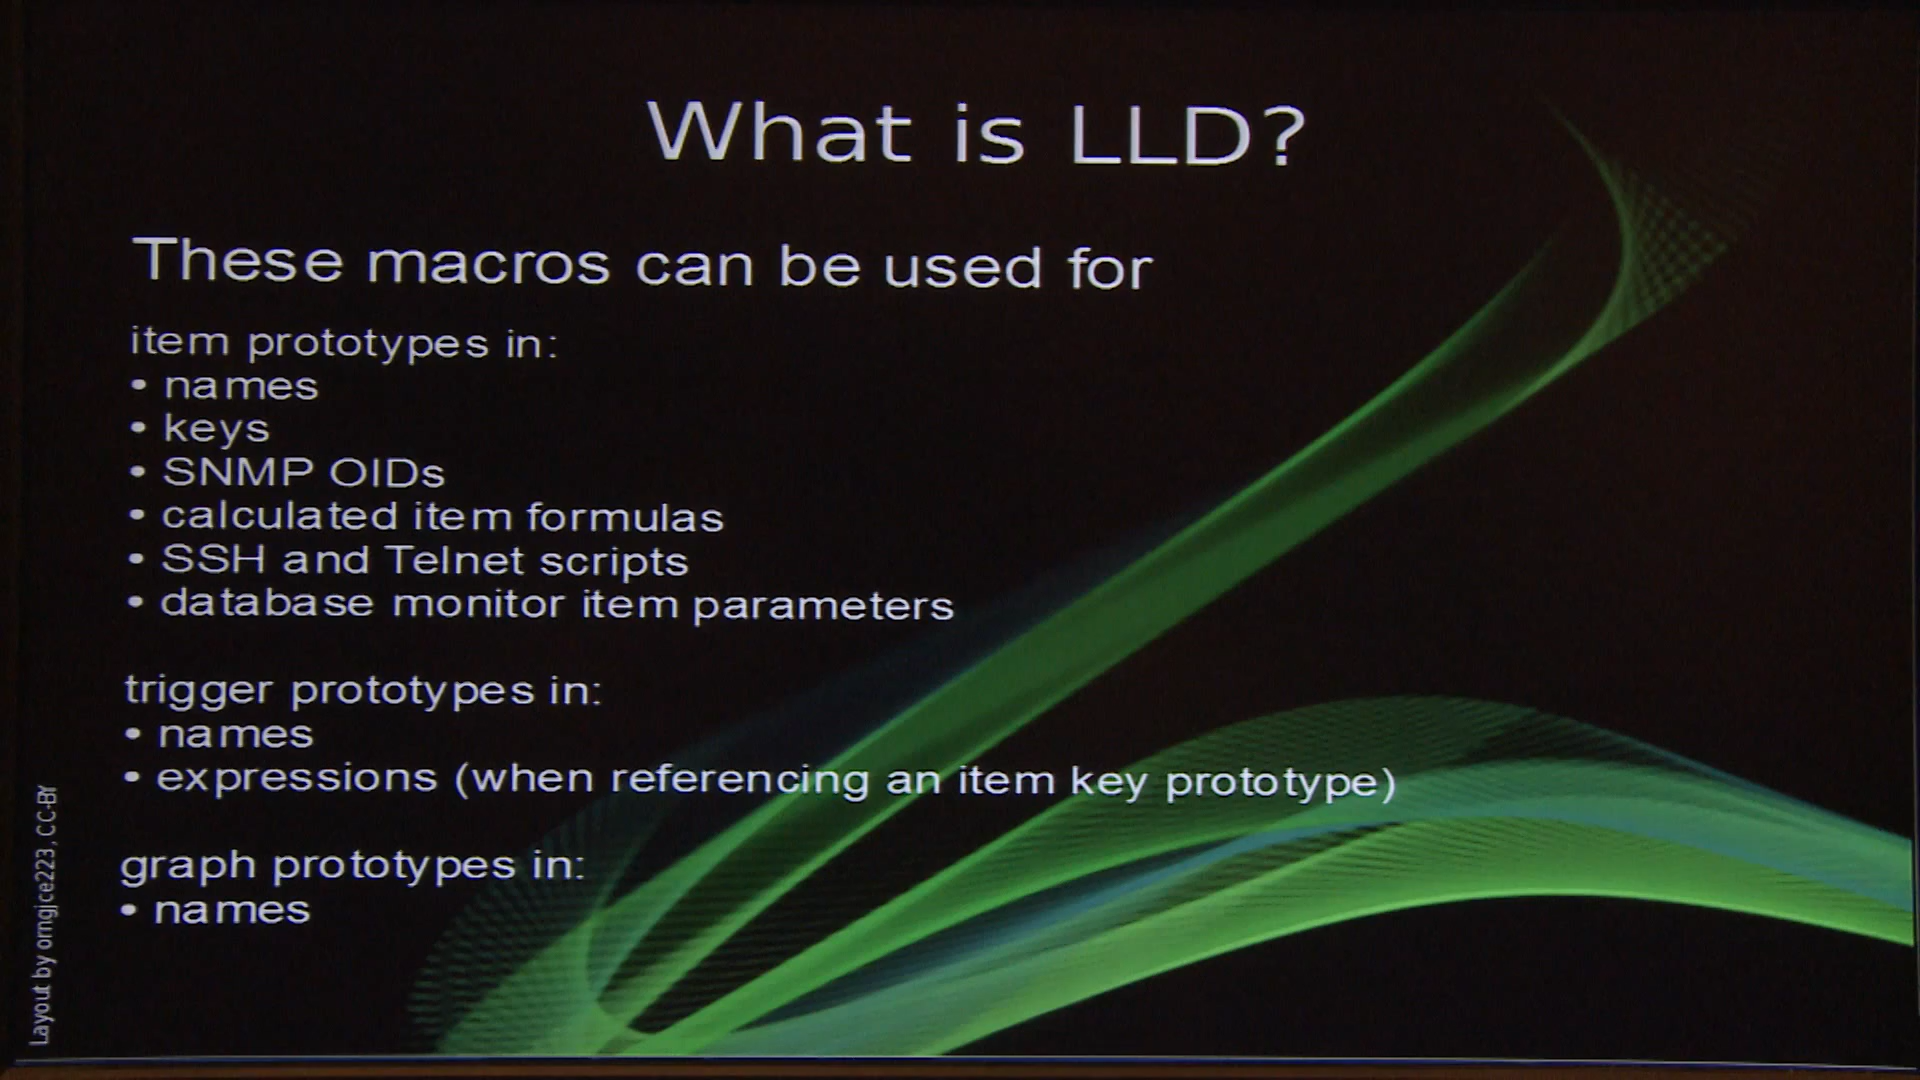 What is LLD?
These macros can be used for
item prototypes in:
• names
• keys
• SNMP OIDs
• calculated item formulas
• SSH and Telnet scripts
• database monitor item parameters
trigger prototypes in:
• names
• expressions (when referencing an item key prototype)
graph prototypes in:
• names
Layout by orngjce223, CC-BY